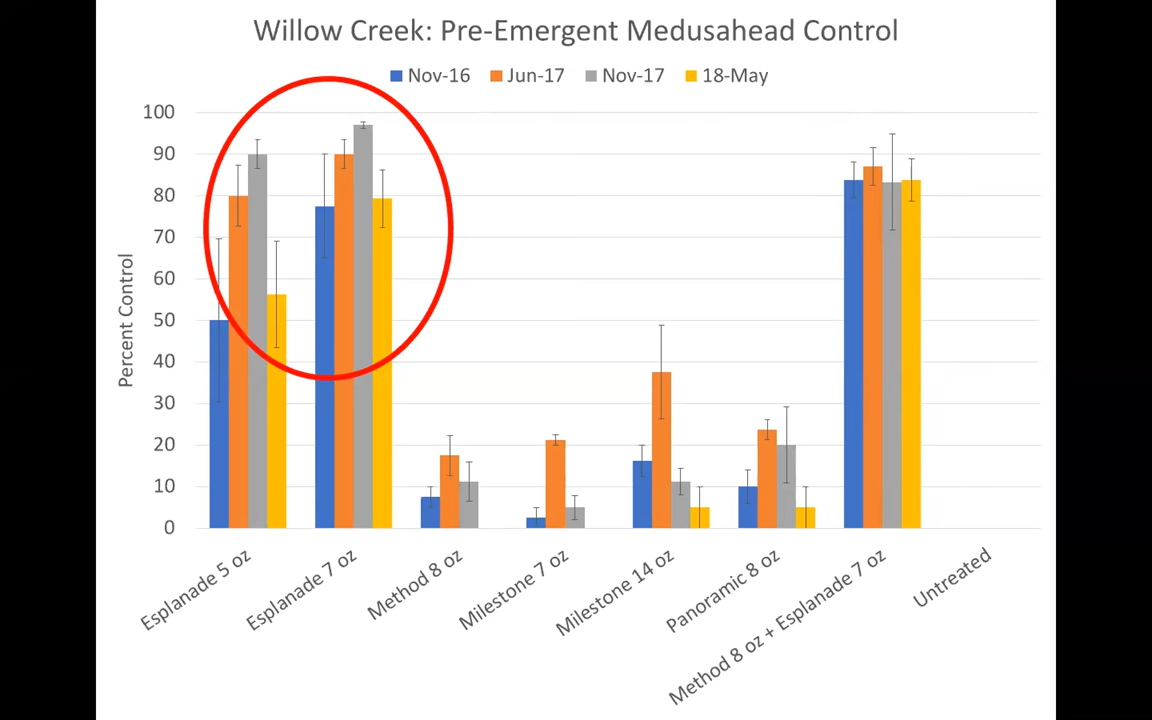 Willow Creek: Pre-Emergent Medusahead Control
Nov-16 Jun-17 Nov-17 18-May
100
90
80
70
60
50
40
30
20
10
0
Percent Control
Esplanade 5 oz
Esplanade 7 oz
Method 8 oz
Milestone 7 oz
Milestone 14 oz
Panoramic 8 oz
Method 8 oz + Esplanade 7 oz
Untreated